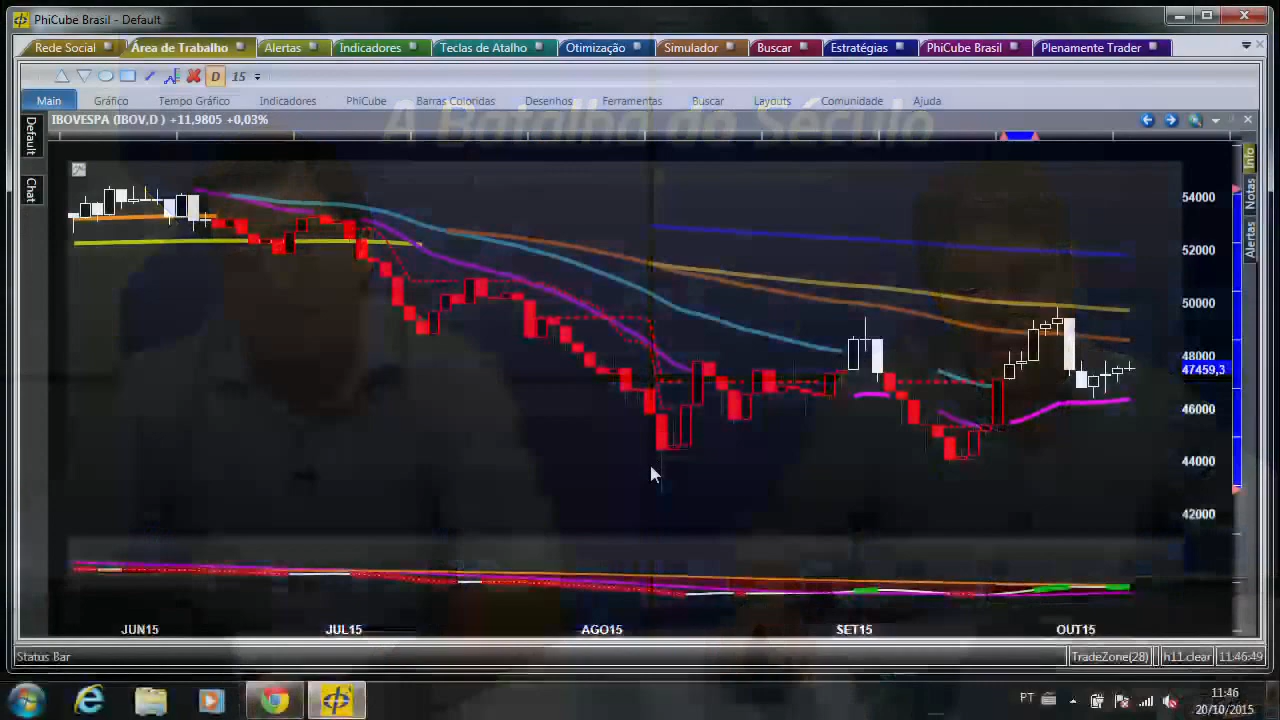 PhiCube Brasil - Default
Rede Social Área de Trabalho Alertas Indicadores Teclas de Atalho Otimização Simulador Buscar Estratégias PhiCube Brasil Plenamente Trader
D 15
Main Gráfico Tempo Gráfico Indicadores PhiCube Barras Coloridas Desenhos Ferramentas Buscar Layouts Comunidade Ajuda
A Batalha do Século
IBOVESPA (IBOV,D ) +11,9805 +0,03%
Default
Chat
Info
Notas
Alertas
54000
52000
50000
48000
47459,3
46000
44000
42000
JUN15 JUL15 AGO15 SET15 OUT15
Status Bar TradeZone(28) h11.clear 11:46:49
PT 11:46
20/10/2015